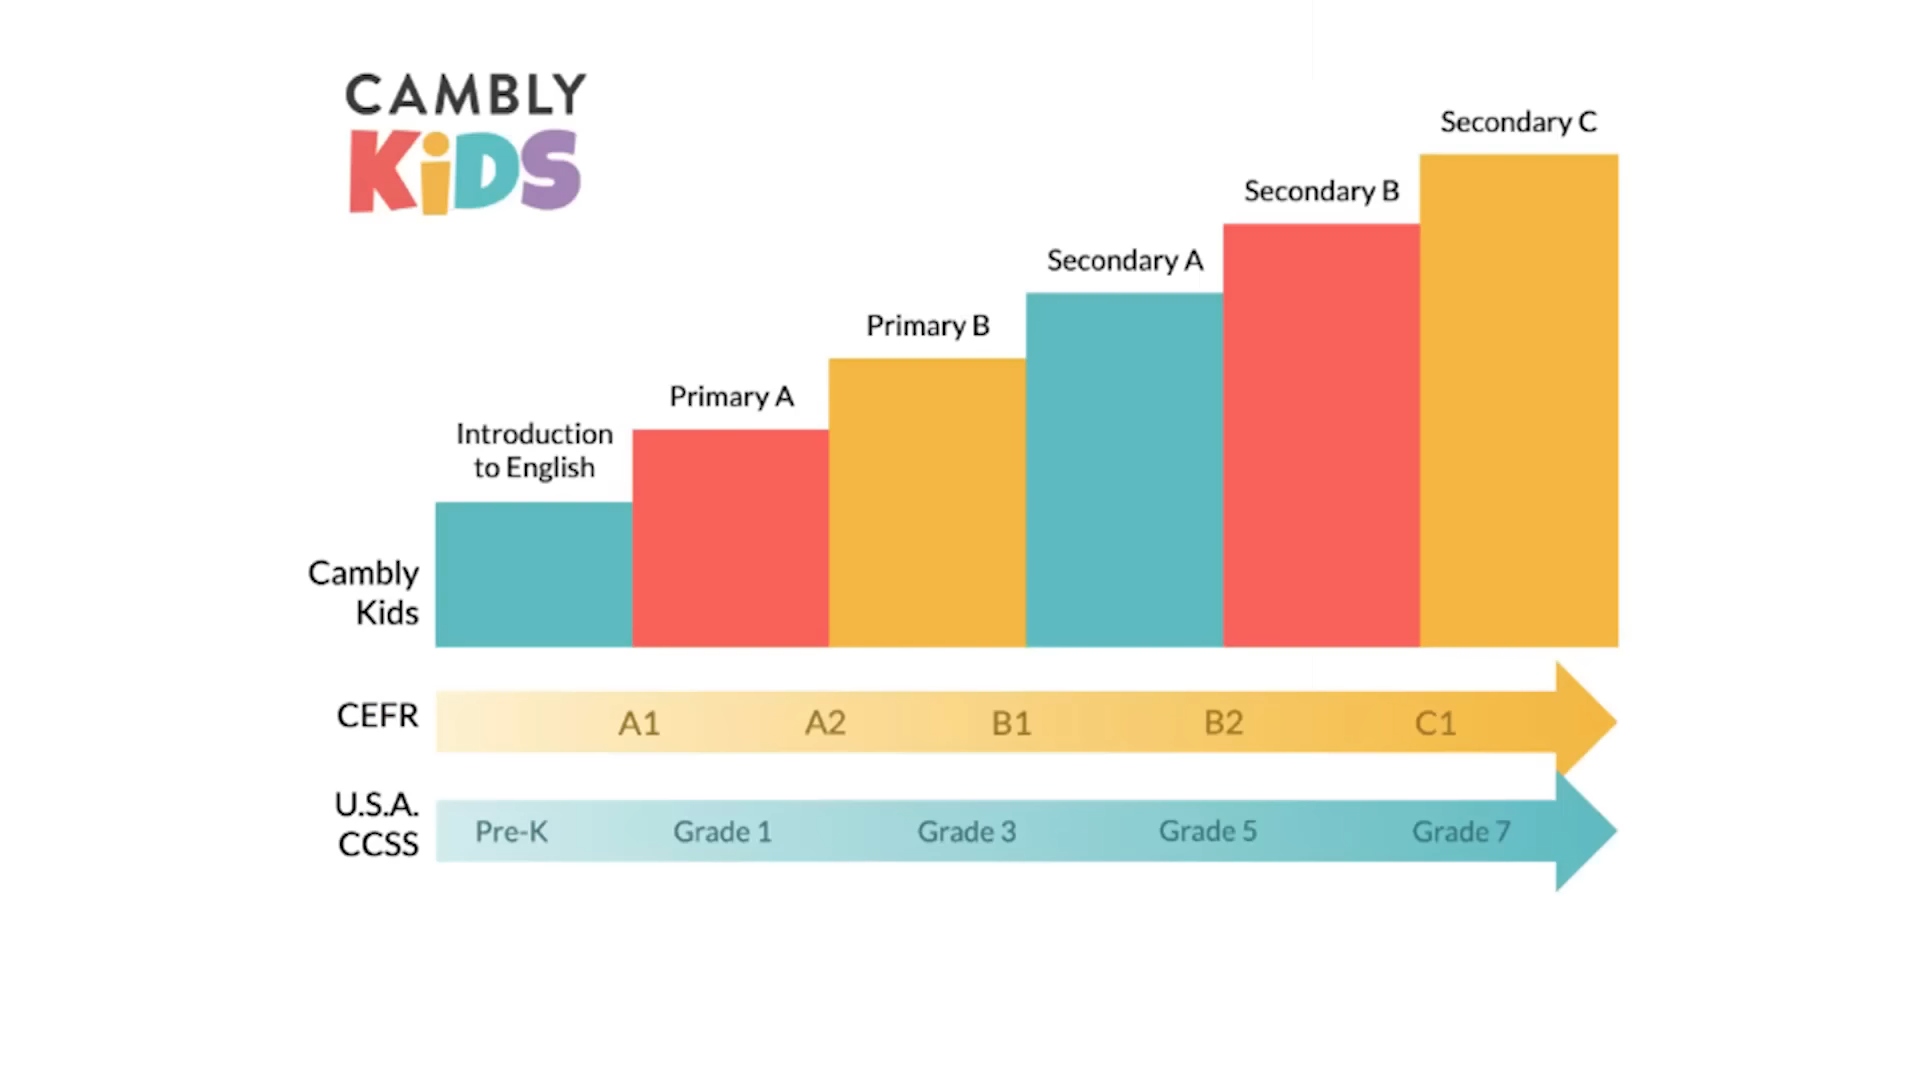 CAMBLY
KiDS
Secondary C
Secondary B
Secondary A
Primary B
Primary A
Introduction
to English
Cambly
Kids
CEFR
A1 A2 B1 B2 C1
U.S.A.
CCSS
Pre-K Grade 1 Grade 3 Grade 5 Grade 7